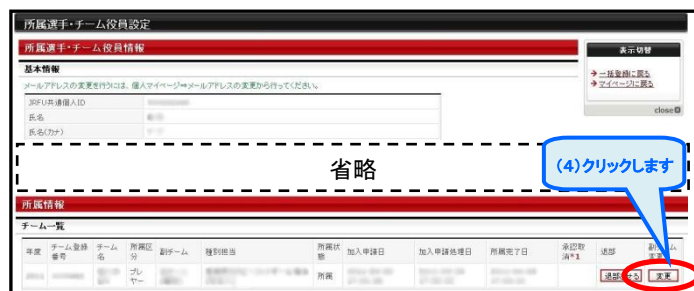 所属選手・チーム役員設定
所属選手・チーム役員情報
基本情報
メールアドレスの変更を行うには、個人マイページ⇒メールアドレスの変更から行ってください。
JRFU共通個人ID
氏名
氏名(カナ)
表示切替
一括登録に戻る
マイページに戻る
close
省略
(4)クリックします
所属情報
チーム一覧
年度 チーム登録番号 チーム名 所属区分 副チーム 種別担当 所属状態 加入申請日 加入申請処理日 所属完了日 承認取消*1 退部
プレーヤー 所属 変更